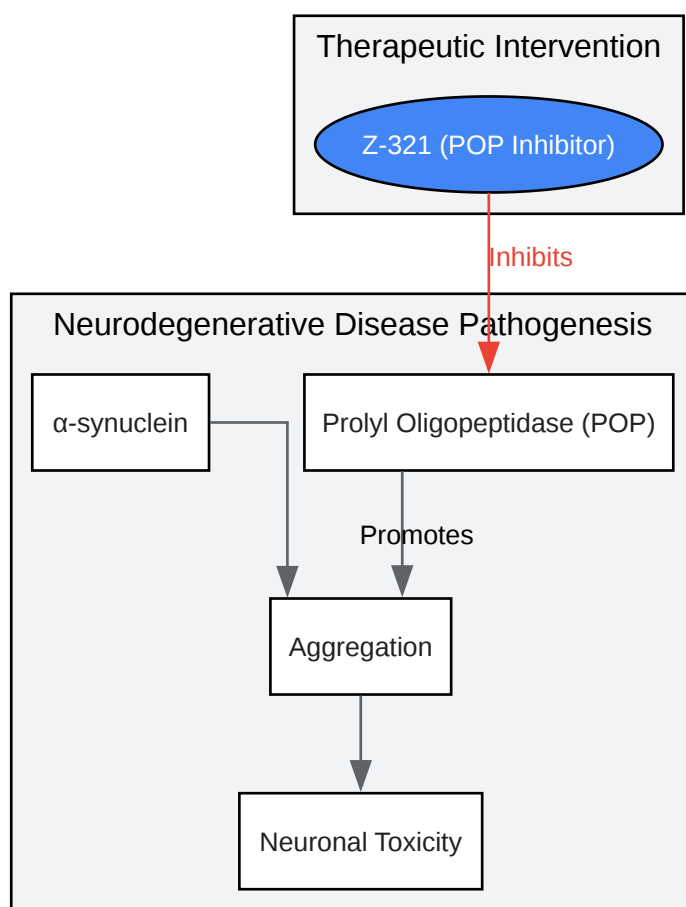 Therapeutic Intervention
Z-321 (POP Inhibitor)
Inhibits
Neurodegenerative Disease Pathogenesis
α-synuclein
Prolyl Oligopeptidase (POP)
Promotes
Aggregation
Neuronal Toxicity